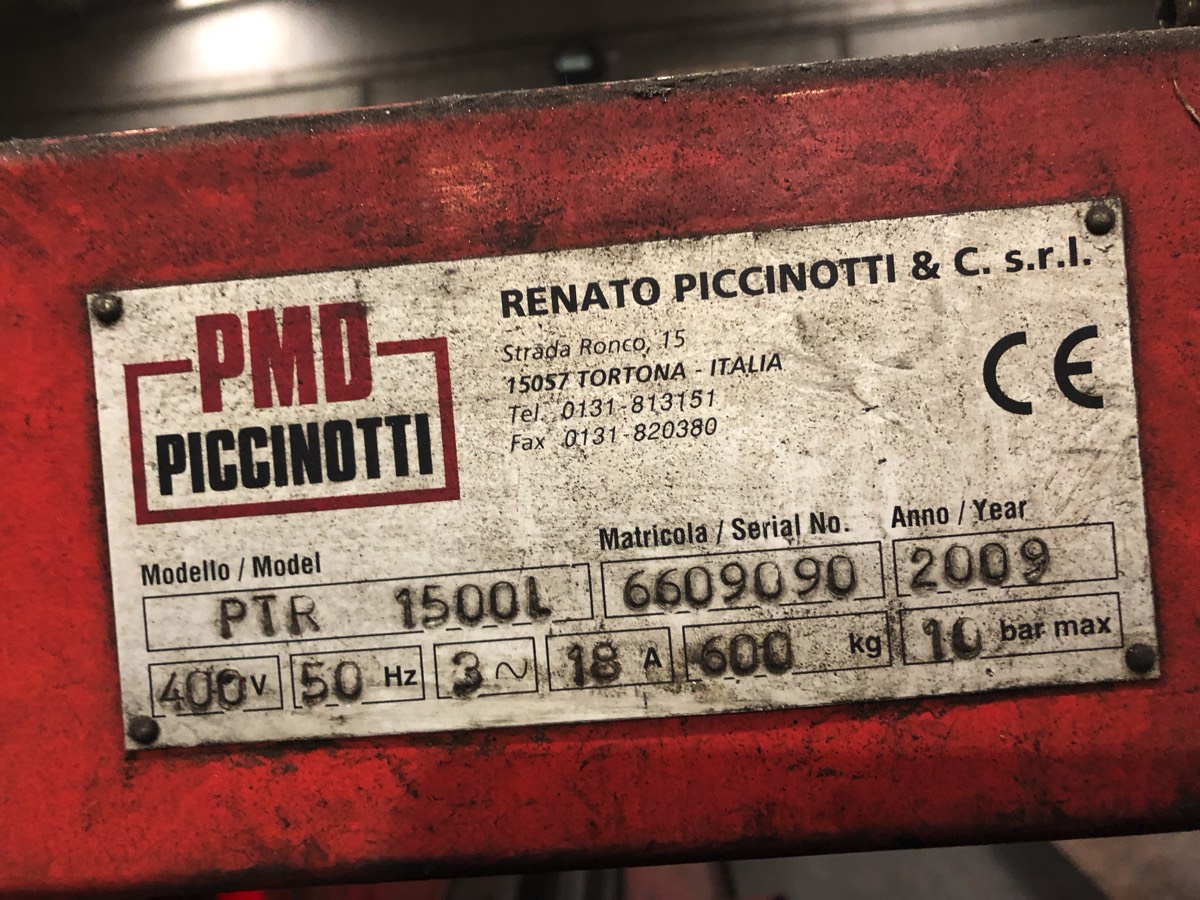 PMD
PICCINOTTI
RENATO PICCINOTTI & C. s.r.l.
Strada Ronco, 15
15057 TORTONA - ITALIA
Tel. 0131-813151
Fax 0131-820380
CE
Modello / Model
Matricola / Serial No.
Anno / Year
PTR 1500L
6609090
2009
400 V
50 Hz
3 ~
18 A
600 kg
10 bar max